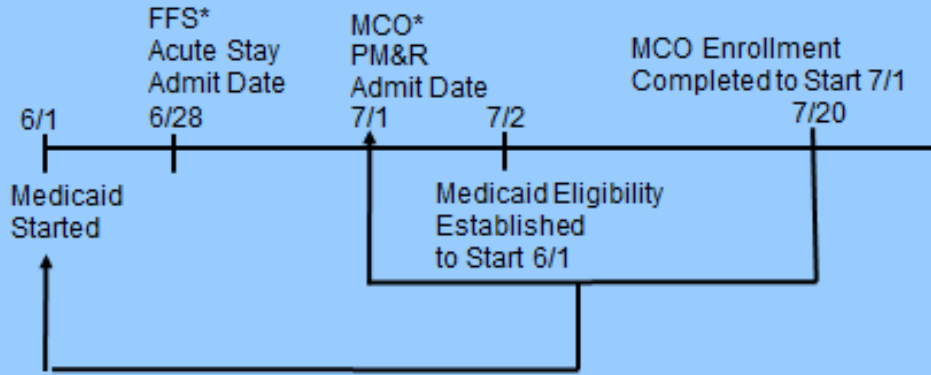 FFS*
Acute Stay
Admit Date
6/28
MCO*
PM&R
Admit Date
7/1
MCO Enrollment
Completed to Start 7/1
7/20
6/1
7/2
Medicaid
Started
Medicaid Eligibility
Established
to Start 6/1